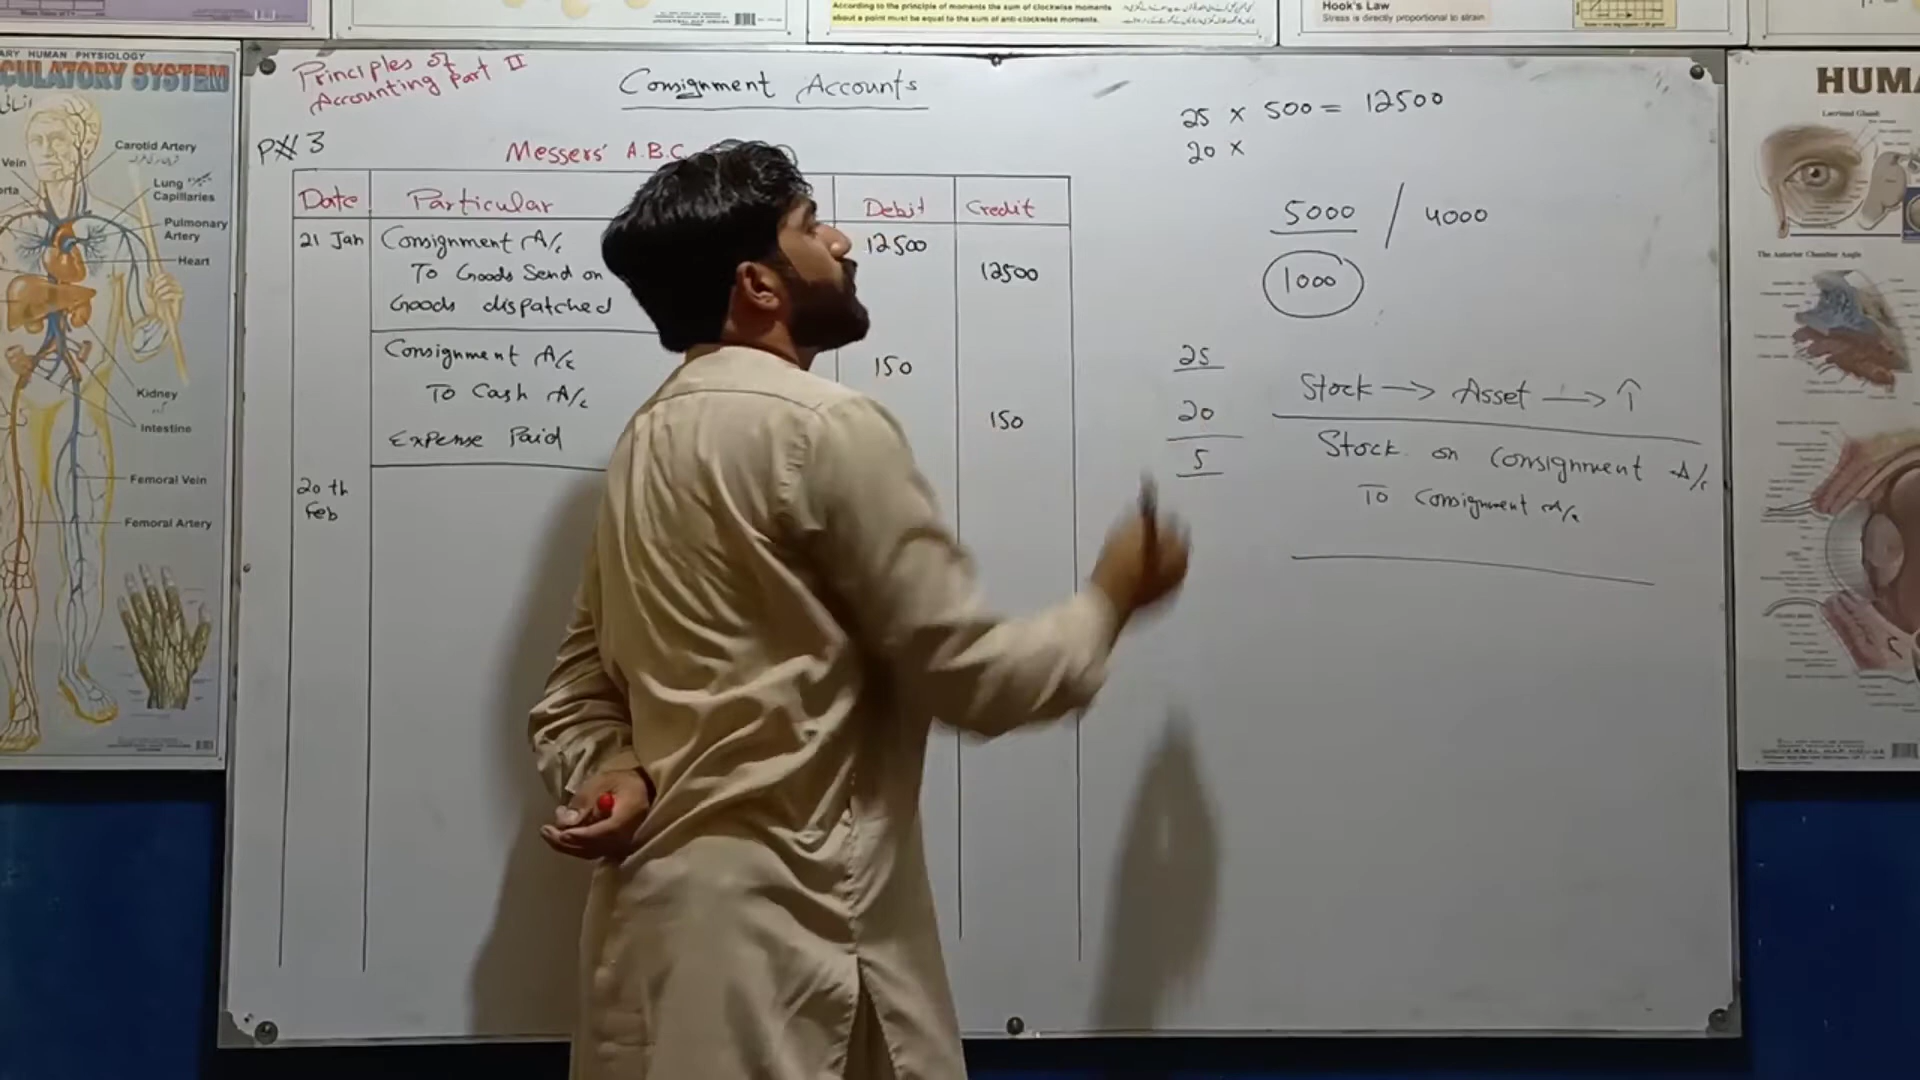 According to the principle of moments the sum of clockwise moments
about a point must be equal to the sum of anti-clockwise moments.
Hook's Law
Stress is directly proportional to strain
ARY HUMAN PHYSIOLOGY
CULATORY SYSTEM
Carotid Artery
Vein
Lung
Capillaries
Pulmonary
Artery
Heart
Kidney
Intestine
Femoral Vein
Femoral Artery
Principles of
Accounting Part II
Consignment Accounts
P# 3
Messers' A.B.C
Date Particular Debit Credit
21 Jan Consignment A/c 12500
To Goods Send on 12500
Goods dispatched
Consignment A/c 150
To Cash A/c 150
Expense Paid
20 th
Feb
25 × 500 = 12500
20 ×
5000 / 4000
1000
25
20
5
Stock → Asset → ↑
Stock on Consignment A/c
To Consignment A/c
HUMA
Lacrimal Gland
The Anterior Chamber Angle